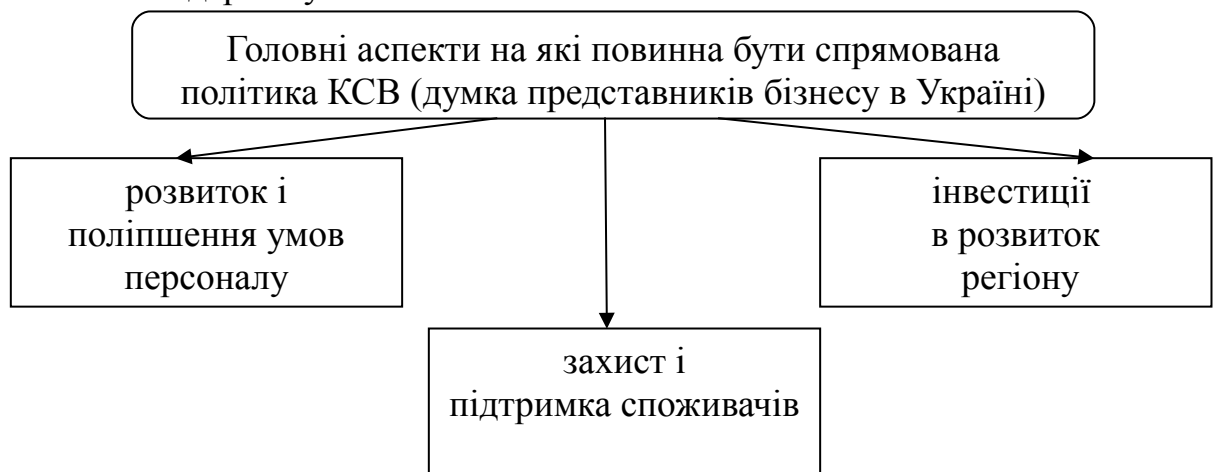 Головні аспекти на які повинна бути спрямована
політика КСВ (думка представників бізнесу в Україні)
розвиток і
поліпшення умов
персоналу
інвестиції
в розвиток
регіону
захист і
підтримка споживачів